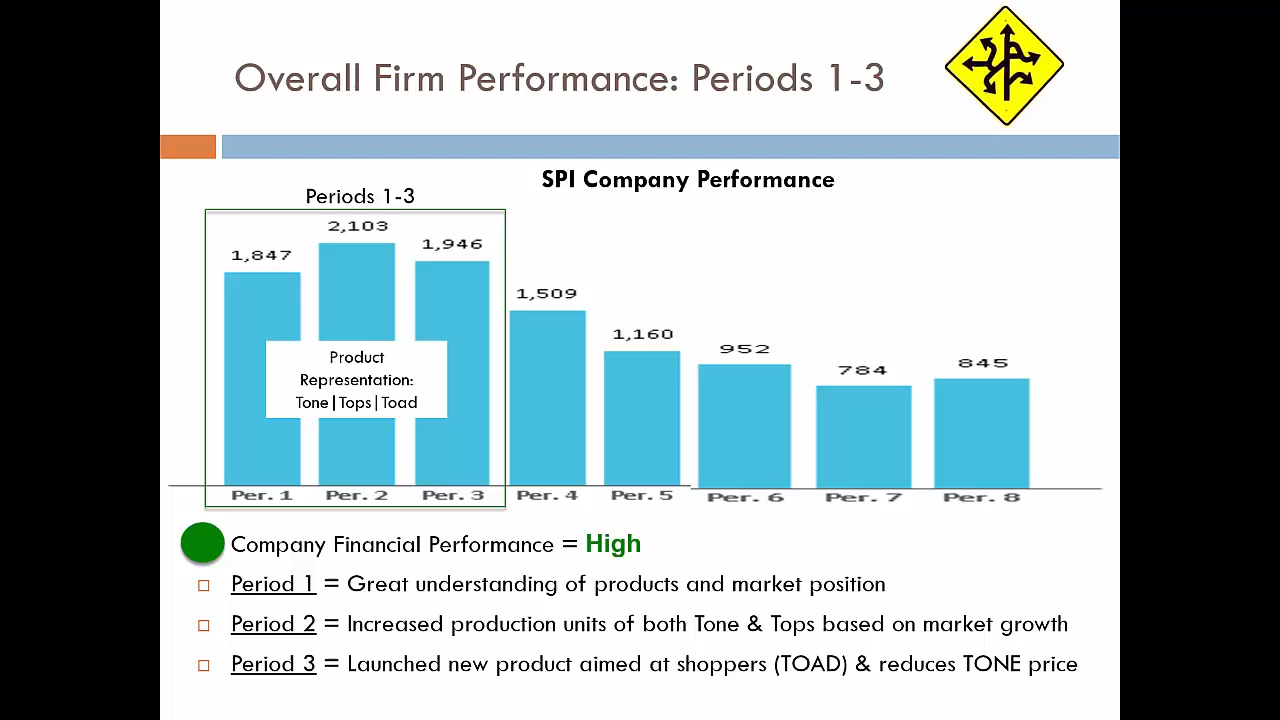 Overall Firm Performance: Periods 1-3
SPI Company Performance
Periods 1-3
1,847
2,103
1,946
1,509
1,160
952
784
845
Product
Representation:
Tone|Tops|Toad
Per. 1
Per. 2
Per. 3
Per. 4
Per. 5
Per. 6
Per. 7
Per. 8
Company Financial Performance = High
Period 1 = Great understanding of products and market position
Period 2 = Increased production units of both Tone & Tops based on market growth
Period 3 = Launched new product aimed at shoppers (TOAD) & reduces TONE price